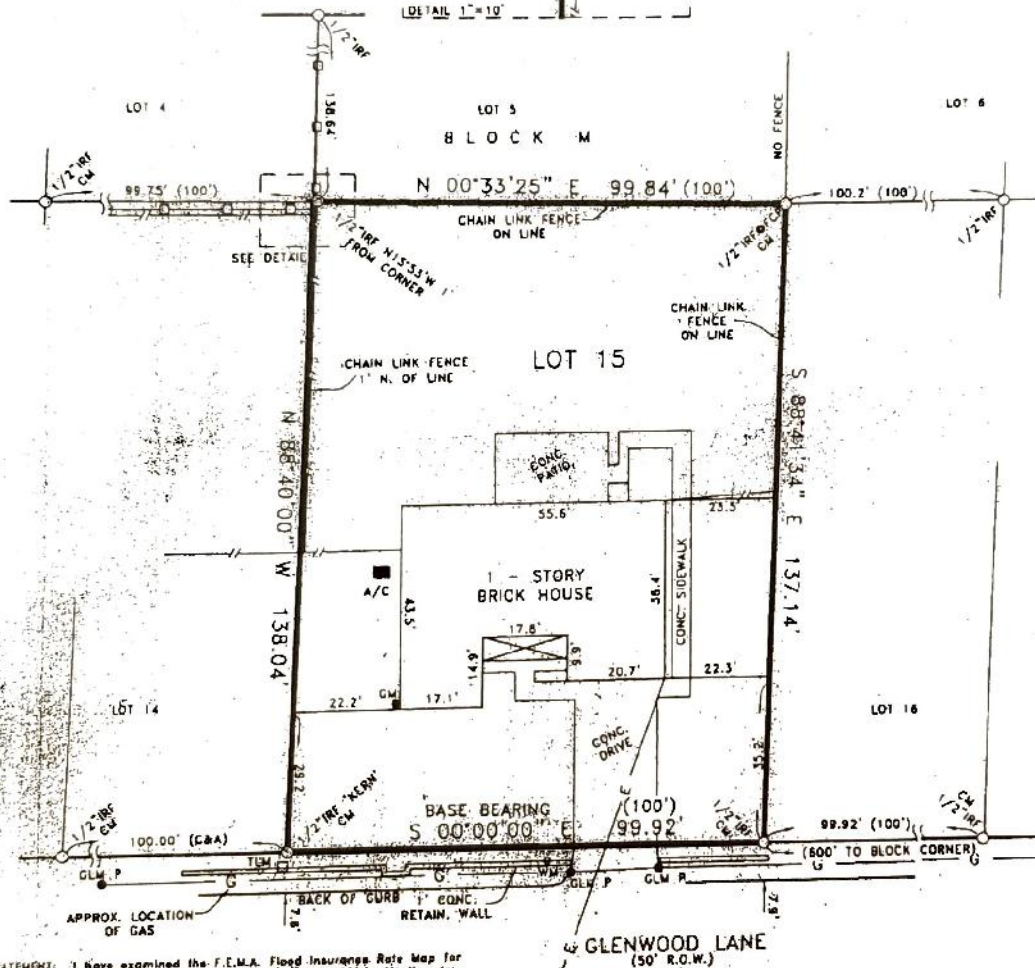 DETAIL 1"=10'
1/2"IRF
LOT 4
138.64'
LOT 5
BLOCK M
NO FENCE
LOT 6
1/2"IRF
CM
99.75' (100')
N 00°33'25" E 99.84' (100')
100.2' (100')
CHAIN LINK FENCE
ON LINE
1/2"IRF
SEE DETAIL
1/2"IRF N15°53'W 1'
FROM CORNER
CM
CHAIN LINK
FENCE
ON LINE
CHAIN LINK FENCE
1' N. OF LINE
LOT 15
N 88°40'00" W 138.04'
S 88°41'34" E 137.14'
CONC.
PATIO
55.6'
23.5'
A/C
43.5'
1 - STORY
BRICK HOUSE
CONC. SIDEWALK
17.8'
14.9'
9.9'
20.7'
22.3'
GM
22.2'
17.1'
LOT 14
LOT 16
CONC.
DRIVE
29.2'
35.2'
E
1/2"IRF
CM
1/2"IRF "KERN"
CM
BASE BEARING
(100')
S 00°00'00" E 99.92'
1/2"IRF
CM
CM
1/2"IRF
100.00' (C&A)
99.92' (100')
(600' TO BLOCK CORNER)
G
G
G
G
WM
GLM P
GLM P
GLM P
BACK OF CURB
1' CONC.
RETAIN. WALL
APPROX. LOCATION
OF GAS
7.8'
7.9'
E
GLENWOOD LANE
(50' R.O.W.)
I have examined the F.E.M.A. Flood Insurance Rate Map for